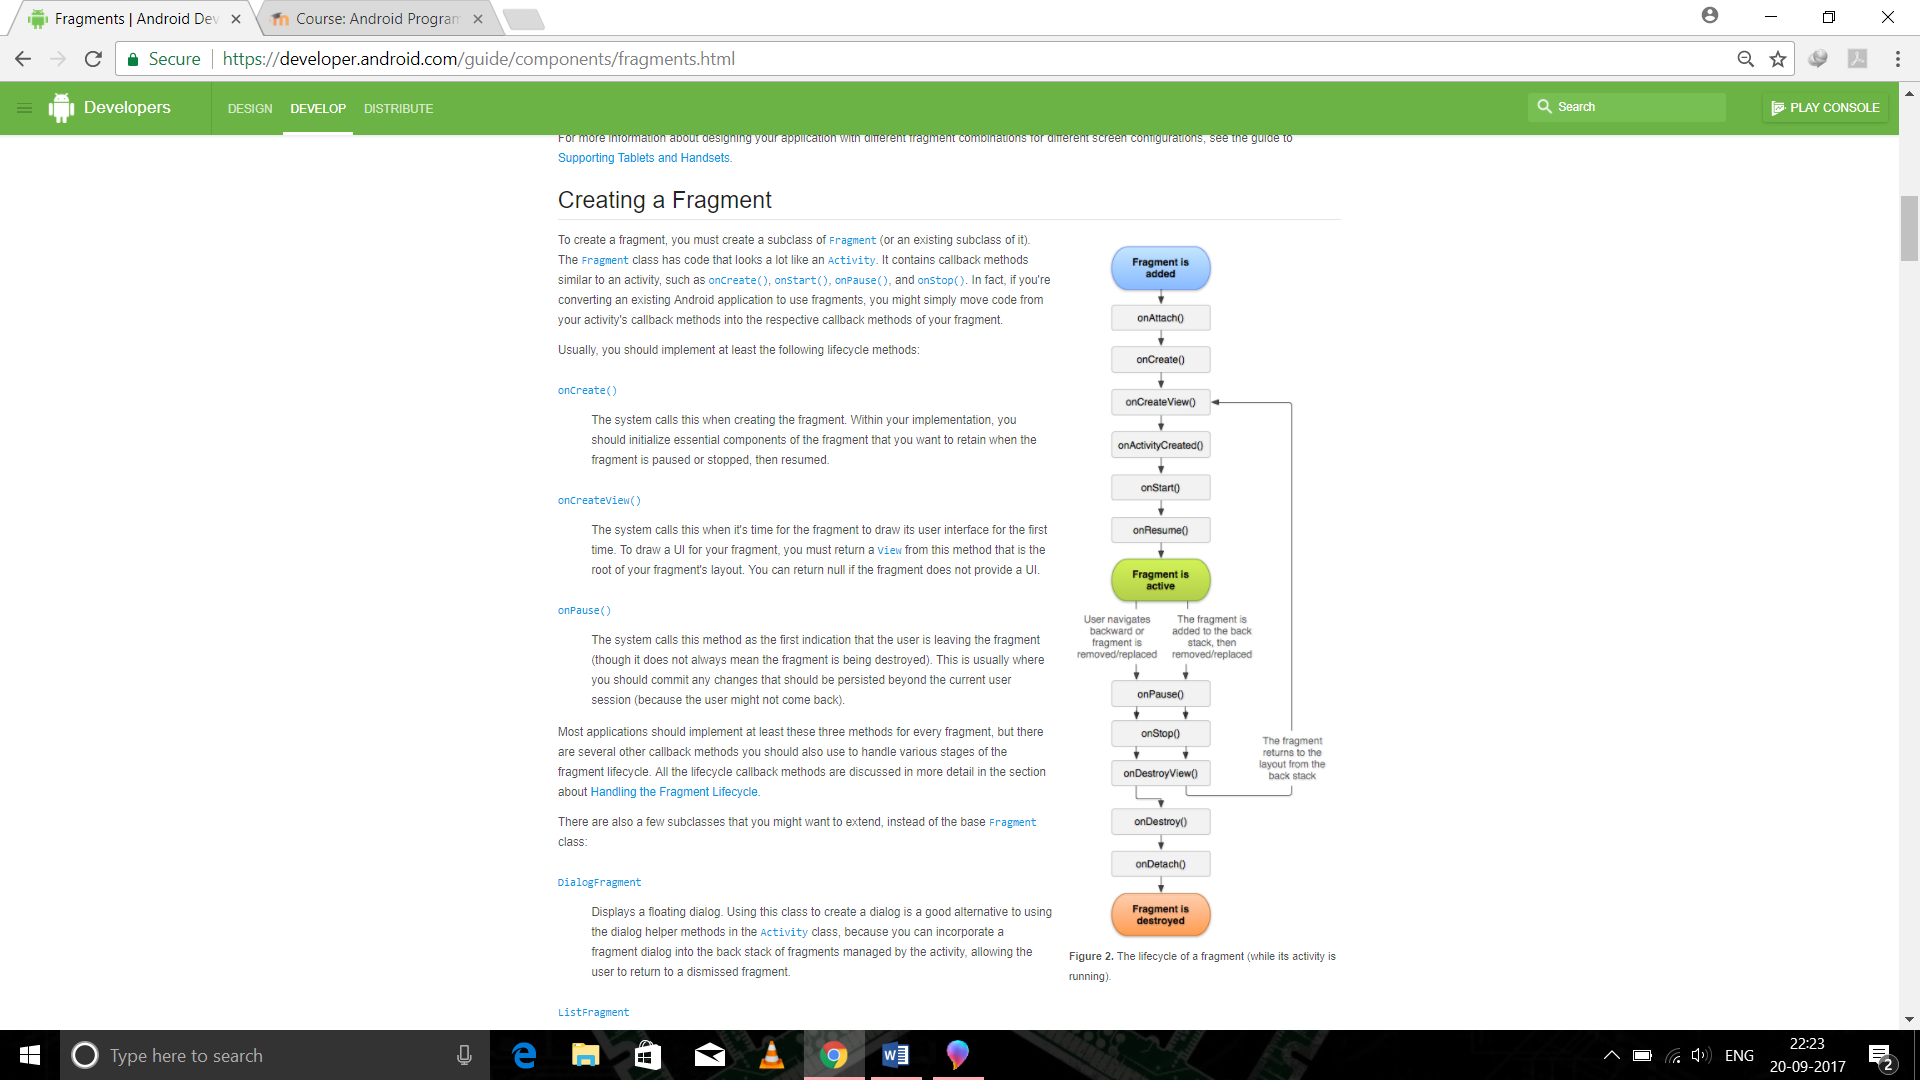 Fragments | Android Dev
Course: Android Program
Secure
https://developer.android.com/guide/components/fragments.html
Developers
DESIGN
DEVELOP
DISTRIBUTE
Search
PLAY CONSOLE
For more information about designing your application with different fragment combinations for different screen configurations, see the guide to
Supporting Tablets and Handsets.
Creating a Fragment
To create a fragment, you must create a subclass of Fragment (or an existing subclass of it).
The Fragment class has code that looks a lot like an Activity. It contains callback methods
similar to an activity, such as onCreate(), onStart(), onPause(), and onStop(). In fact, if you're
converting an existing Android application to use fragments, you might simply move code from
your activity's callback methods into the respective callback methods of your fragment.
Usually, you should implement at least the following lifecycle methods:
onCreate()
The system calls this when creating the fragment. Within your implementation, you
should initialize essential components of the fragment that you want to retain when the
fragment is paused or stopped, then resumed.
onCreateView()
The system calls this when it's time for the fragment to draw its user interface for the first
time. To draw a UI for your fragment, you must return a View from this method that is the
root of your fragment's layout. You can return null if the fragment does not provide a UI.
onPause()
The system calls this method as the first indication that the user is leaving the fragment
(though it does not always mean the fragment is being destroyed). This is usually where
you should commit any changes that should be persisted beyond the current user
session (because the user might not come back).
Most applications should implement at least these three methods for every fragment, but there
are several other callback methods you should also use to handle various stages of the
fragment lifecycle. All the lifecycle callback methods are discussed in more detail in the section
about Handling the Fragment Lifecycle.
There are also a few subclasses that you might want to extend, instead of the base Fragment
class:
DialogFragment
Displays a floating dialog. Using this class to create a dialog is a good alternative to using
the dialog helper methods in the Activity class, because you can incorporate a
fragment dialog into the back stack of fragments managed by the activity, allowing the
user to return to a dismissed fragment.
ListFragment
Fragment is
added
onAttach()
onCreate()
onCreateView()
onActivityCreated()
onStart()
onResume()
Fragment is
active
User navigates
backward or
fragment is
removed/replaced
The fragment is
added to the back
stack, then
removed/replaced
onPause()
onStop()
onDestroyView()
The fragment
returns to the
layout from the
back stack
onDestroy()
onDetach()
Fragment is
destroyed
Figure 2. The lifecycle of a fragment (while its activity is
running).
Type here to search
ENG
22:23
20-09-2017
2